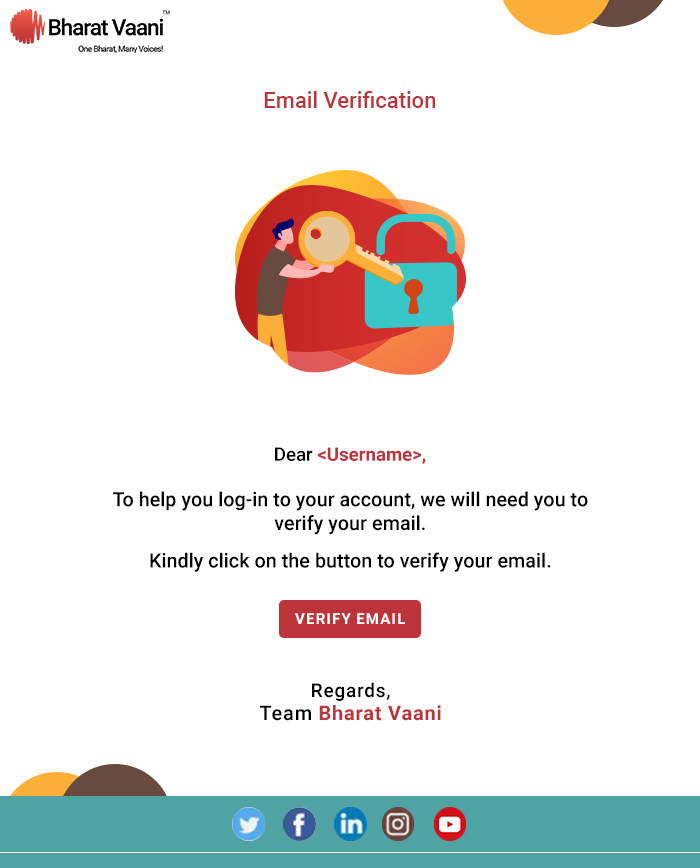 Bharat Vaani™
One Bharat, Many Voices!
Email Verification
Dear <Username>,
To help you log-in to your account, we will need you to
verify your email.
Kindly click on the button to verify your email.
VERIFY EMAIL
Regards,
Team Bharat Vaani